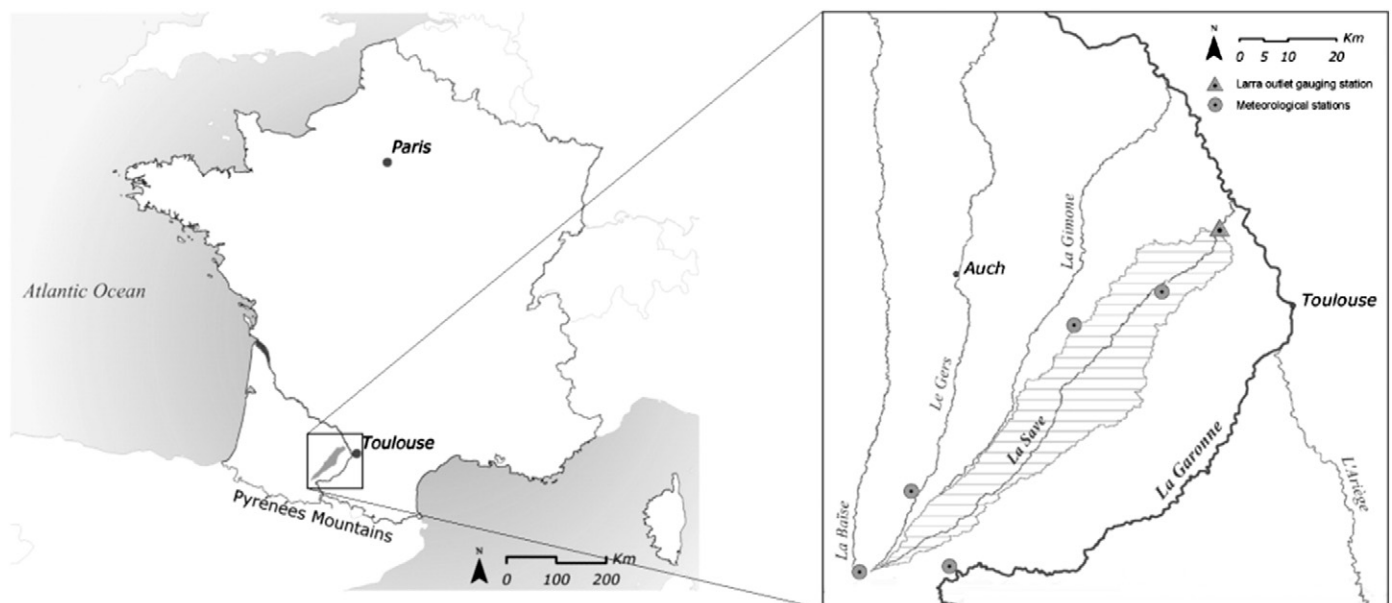 Paris
Atlantic Ocean
Toulouse
Pyrénées Mountains
N
0 100 200 Km
N
0 5 10 20 Km
Larra outlet gauging station
Meteorological stations
La Gimone
Auch
Toulouse
Le Gers
La Save
La Garonne
L'Ariège
La Baïse